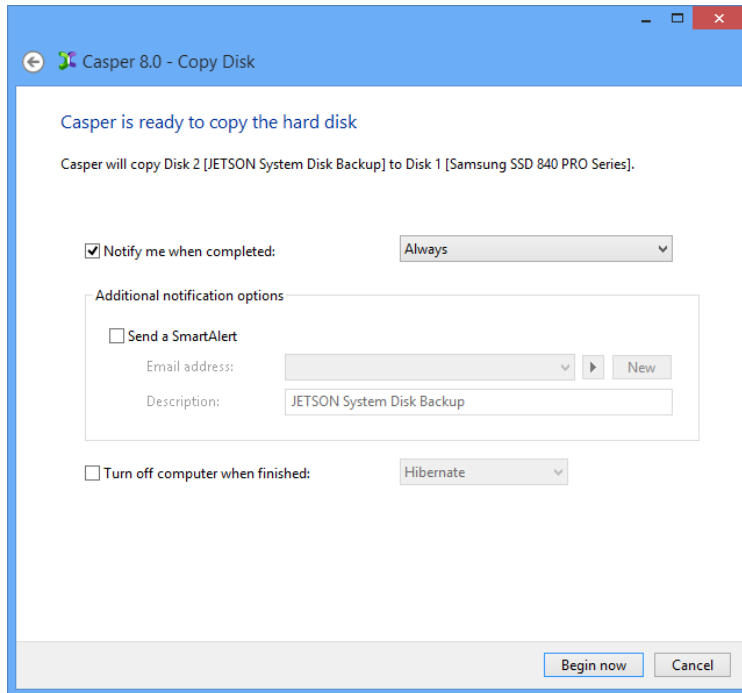 Casper 8.0 - Copy Disk
Casper is ready to copy the hard disk
Casper will copy Disk 2 [JETSON System Disk Backup] to Disk 1 [Samsung SSD 840 PRO Series].
Notify me when completed: Always
Additional notification options
Send a SmartAlert
Email address: New
Description: JETSON System Disk Backup
Turn off computer when finished: Hibernate
Begin now Cancel